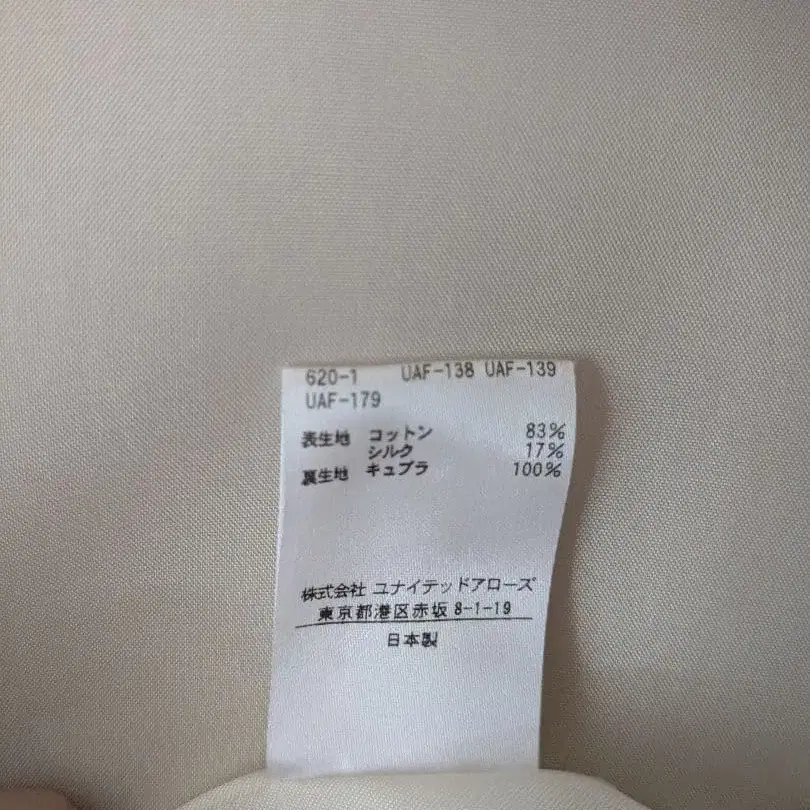 620-1 UAF-138 UAF-139
UAF-179
表生地 コットン 83%
シルク 17%
裏生地 キュプラ 100%
株式会社 ユナイテッドアローズ
東京都港区赤坂 8-1-19
日本製